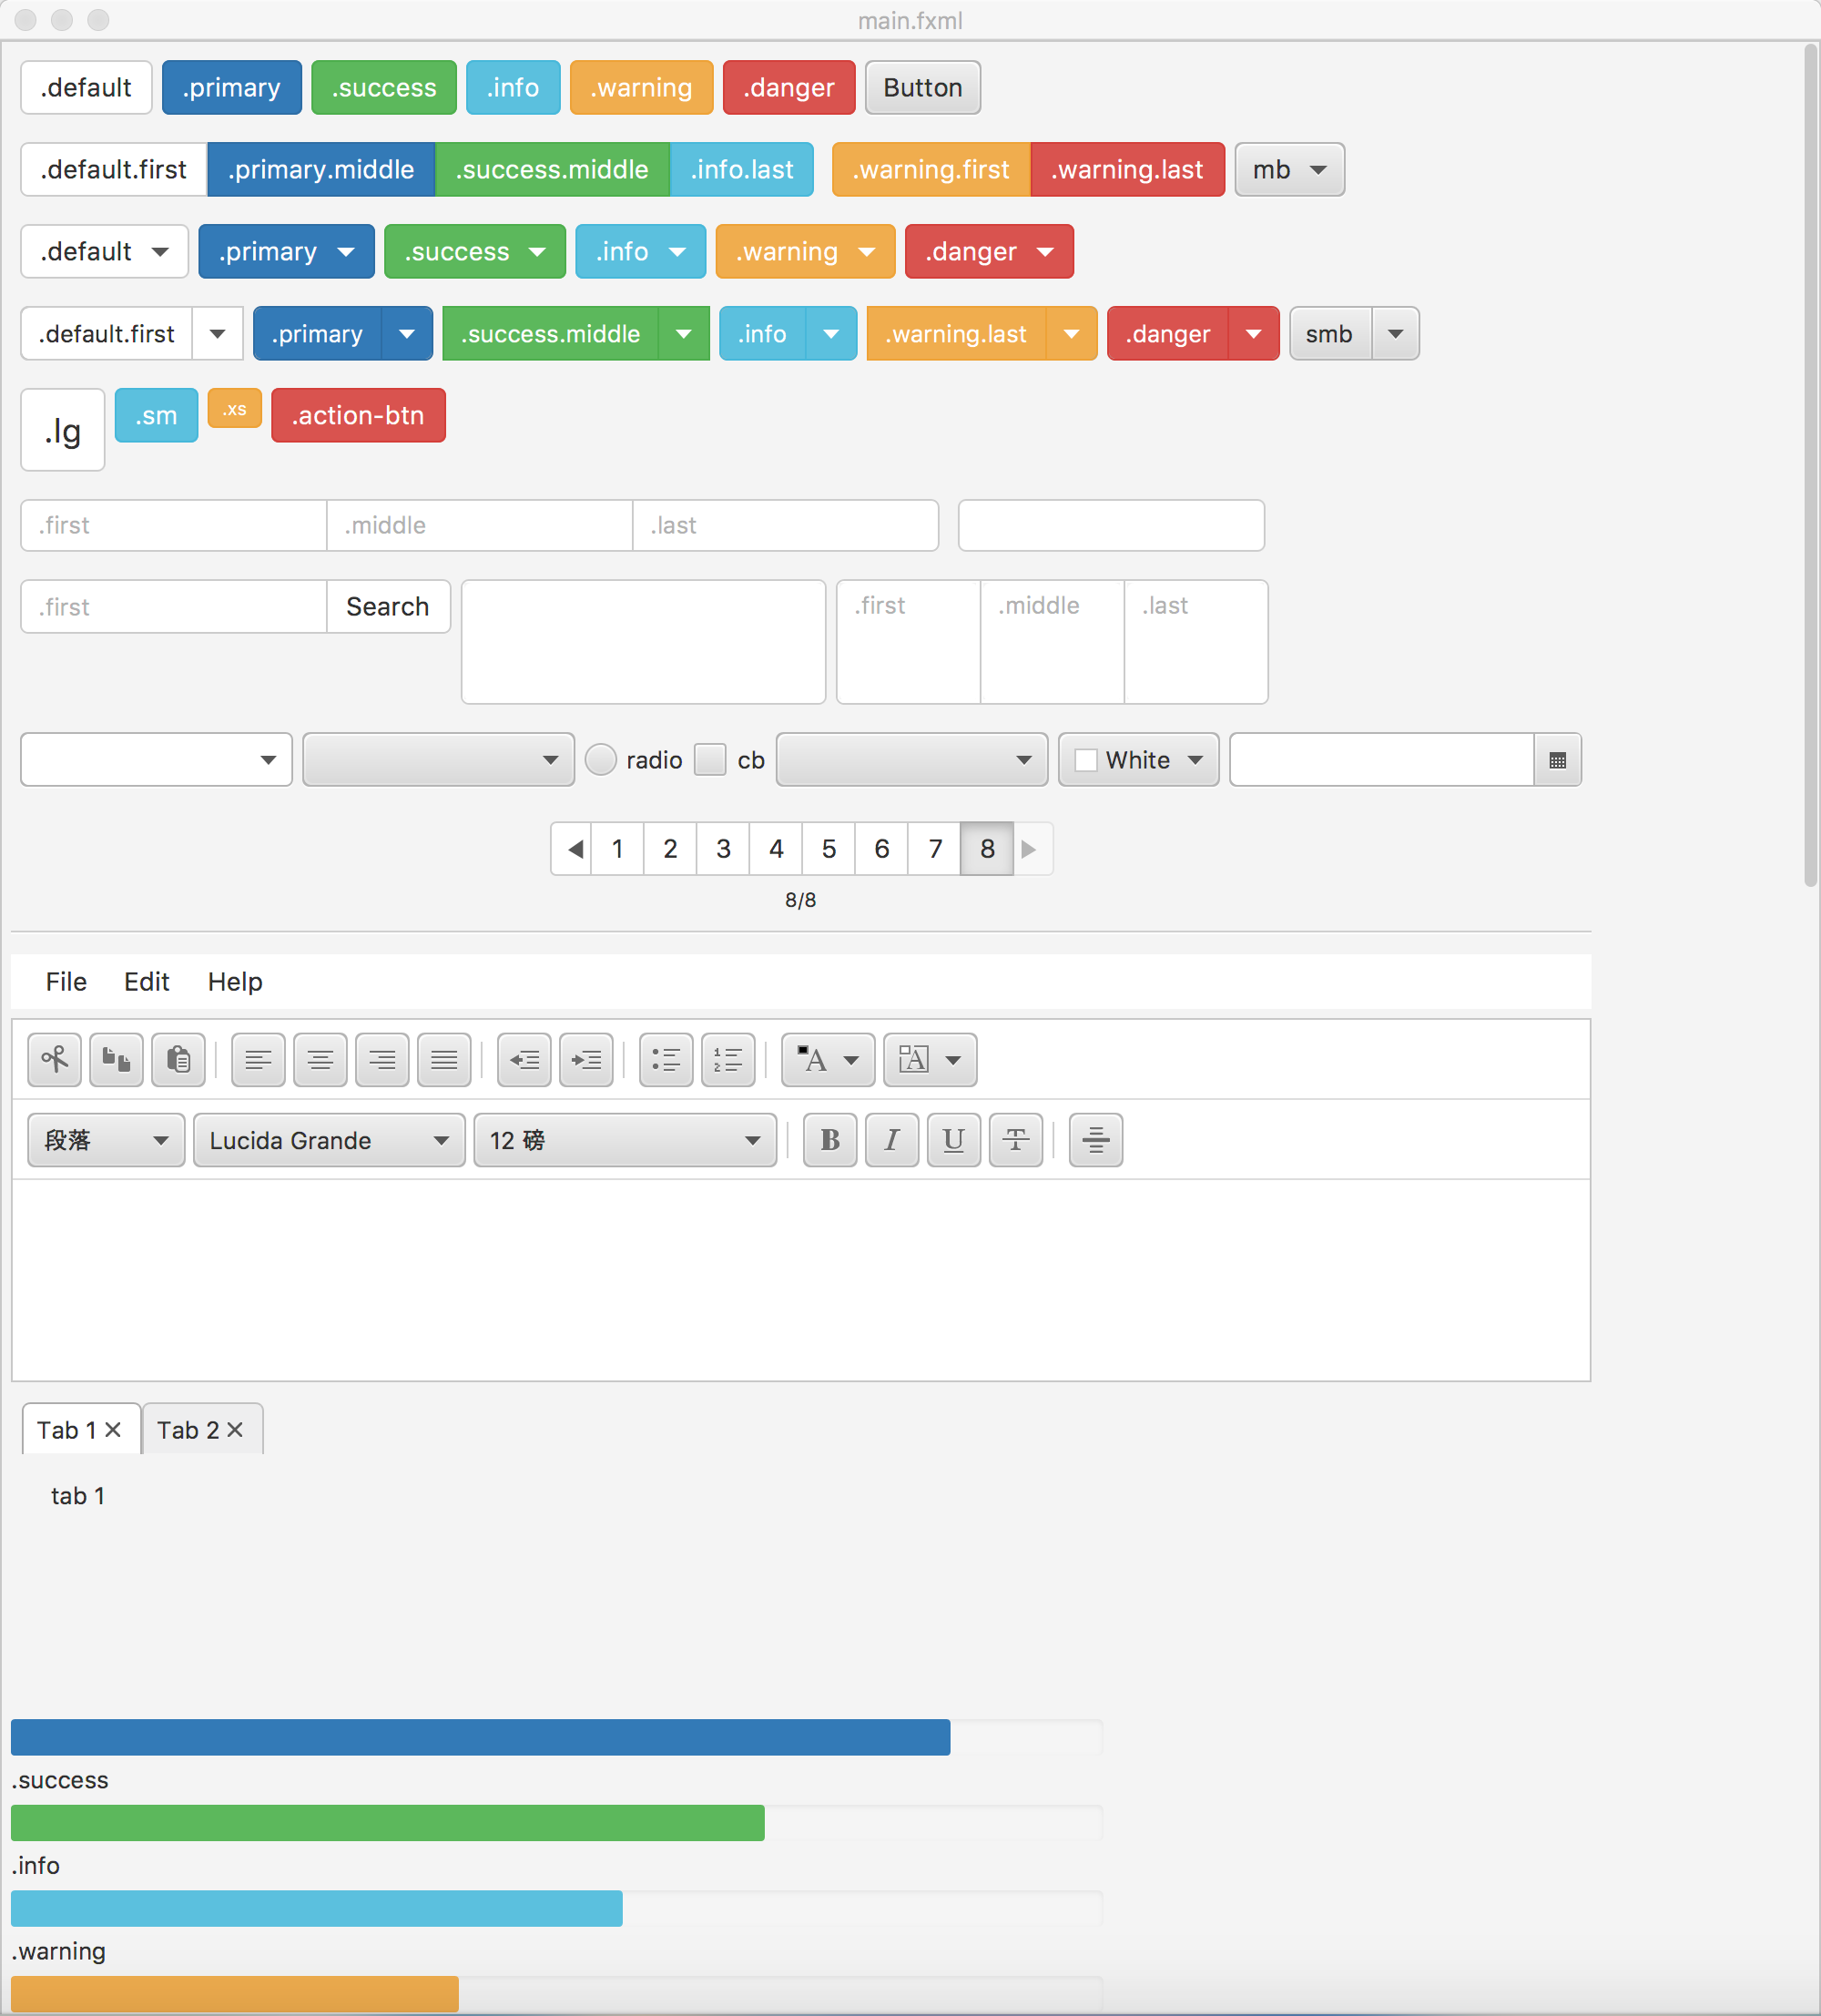 main.fxml
.default .primary .success .info .warning .danger Button
.default.first .primary.middle .success.middle .info.last .warning.first .warning.last mb
.default .primary .success .info .warning .danger
.default.first .primary .success.middle .info .warning.last .danger smb
.lg .sm .xs .action-btn
.first .middle .last
.first Search .first .middle .last
radio cb White
1 2 3 4 5 6 7 8
8/8
File Edit Help
A A
段落 Lucida Grande 12 磅 B I U T
Tab 1 Tab 2
tab 1
.success
.info
.warning